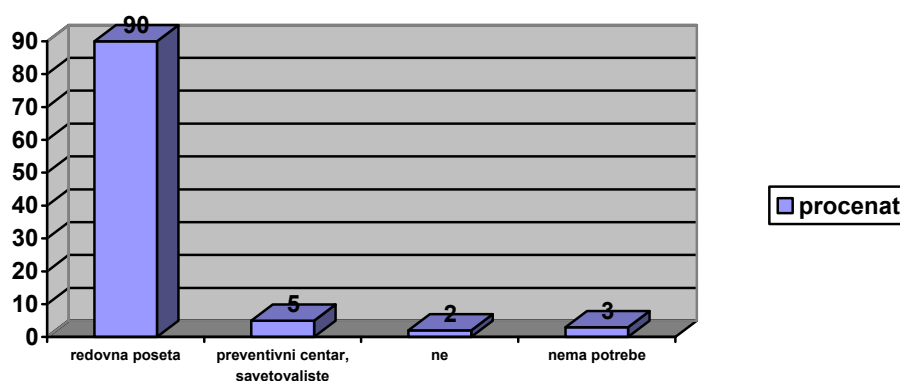 90
90
80
70
60
50
40
30
20
10
0
5
2
3
redovna poseta
preventivni centar,
savetovaliste
ne
nema potrebe
procenat